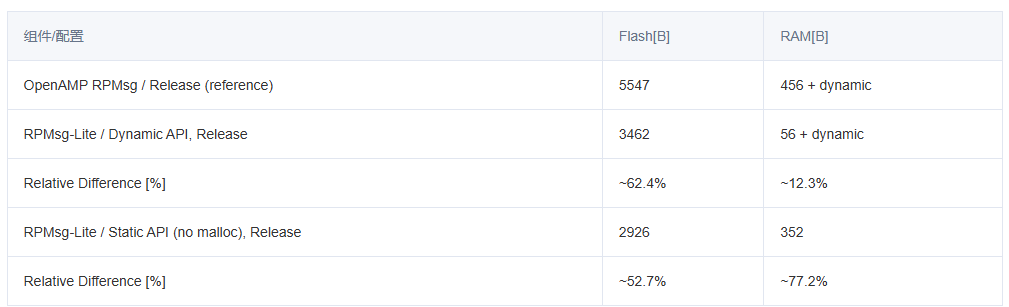 组件/配置 Flash[B] RAM[B]
OpenAMP RPMsg / Release (reference) 5547 456 + dynamic
RPMsg-Lite / Dynamic API, Release 3462 56 + dynamic
Relative Difference [%] ~62.4% ~12.3%
RPMsg-Lite / Static API (no malloc), Release 2926 352
Relative Difference [%] ~52.7% ~77.2%